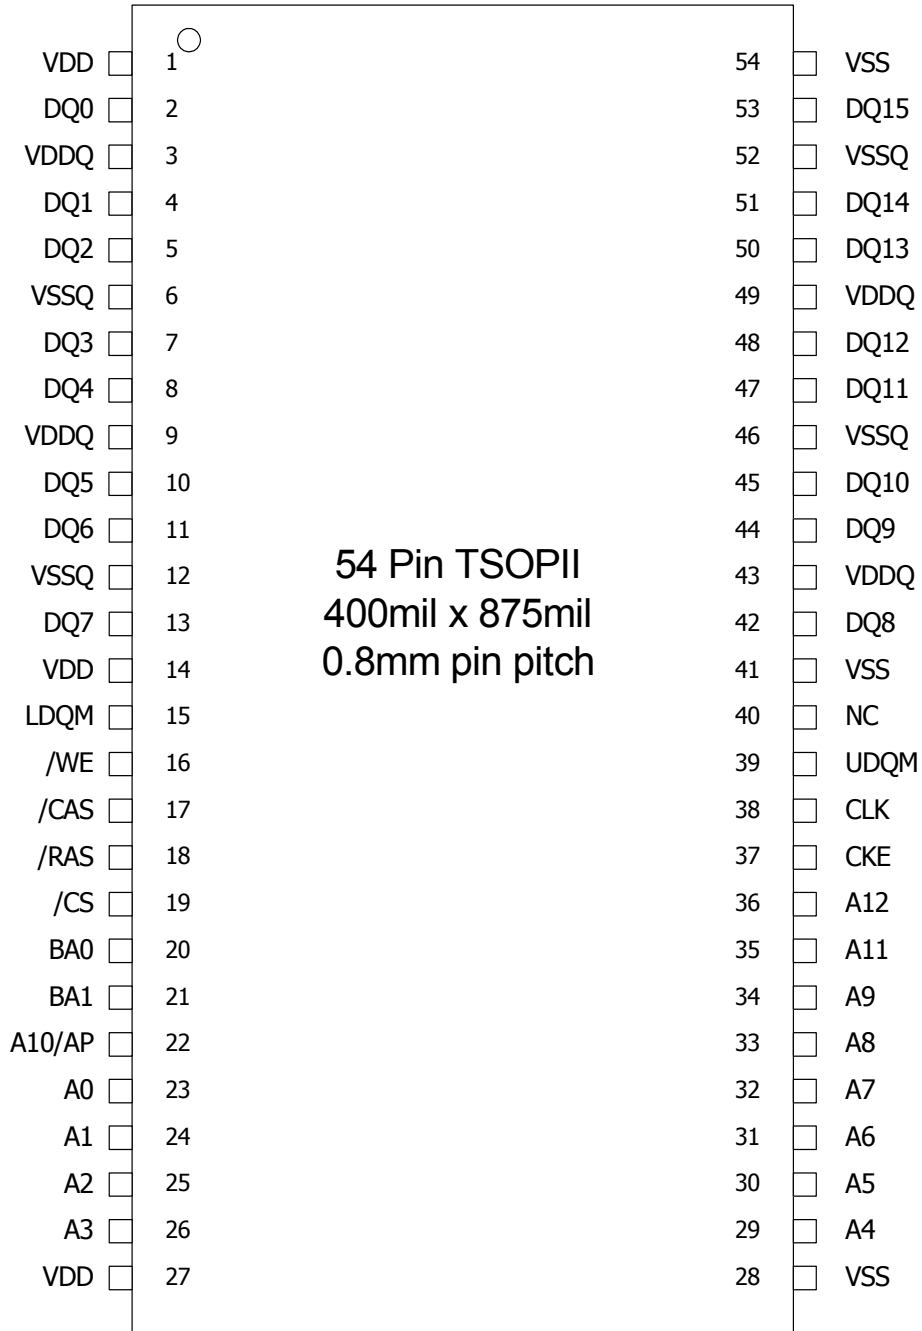 VDD 1 54 VSS
DQ0 2 53 DQ15
VDDQ 3 52 VSSQ
DQ1 4 51 DQ14
DQ2 5 50 DQ13
VSSQ 6 49 VDDQ
DQ3 7 48 DQ12
DQ4 8 47 DQ11
VDDQ 9 46 VSSQ
DQ5 10 45 DQ10
DQ6 11 44 DQ9
54 Pin TSOPII
VSSQ 12 43 VDDQ
400mil x 875mil
DQ7 13 42 DQ8
0.8mm pin pitch
VDD 14 41 VSS
LDQM 15 40 NC
/WE 16 39 UDQM
/CAS 17 38 CLK
/RAS 18 37 CKE
/CS 19 36 A12
BA0 20 35 A11
BA1 21 34 A9
A10/AP 22 33 A8
A0 23 32 A7
A1 24 31 A6
A2 25 30 A5
A3 26 29 A4
VDD 27 28 VSS